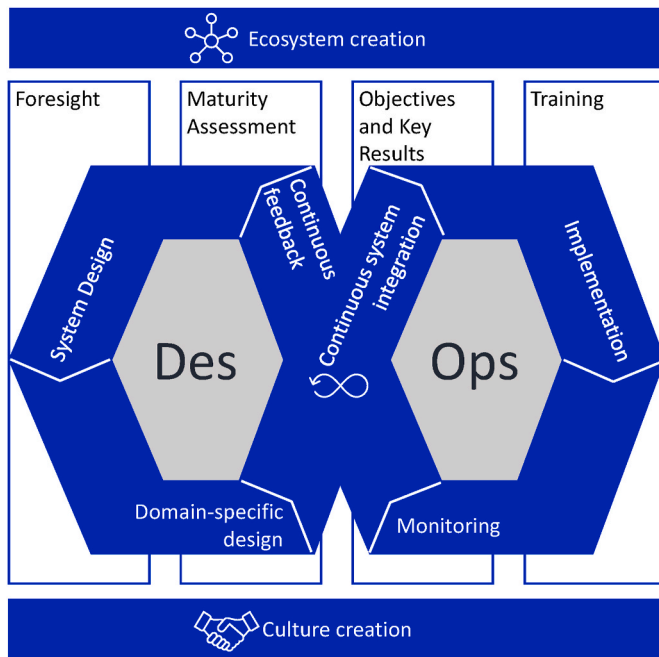 Ecosystem creation
Foresight
Maturity
Assessment
Objectives
and Key
Results
Training
System Design
Continuous
feedback
Continuous system
integration
Implementation
Des
Ops
Domain-specific
design
Monitoring
Culture creation